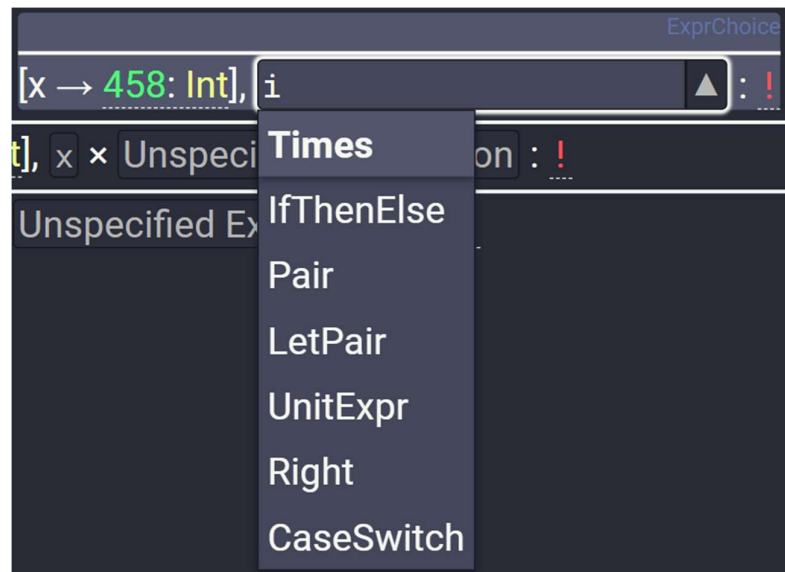 ExprChoice
[x → 458: Int], i ▲ : !
t], x × Unspeci on : !
Unspecified Ex
Times
IfThenElse
Pair
LetPair
UnitExpr
Right
CaseSwitch